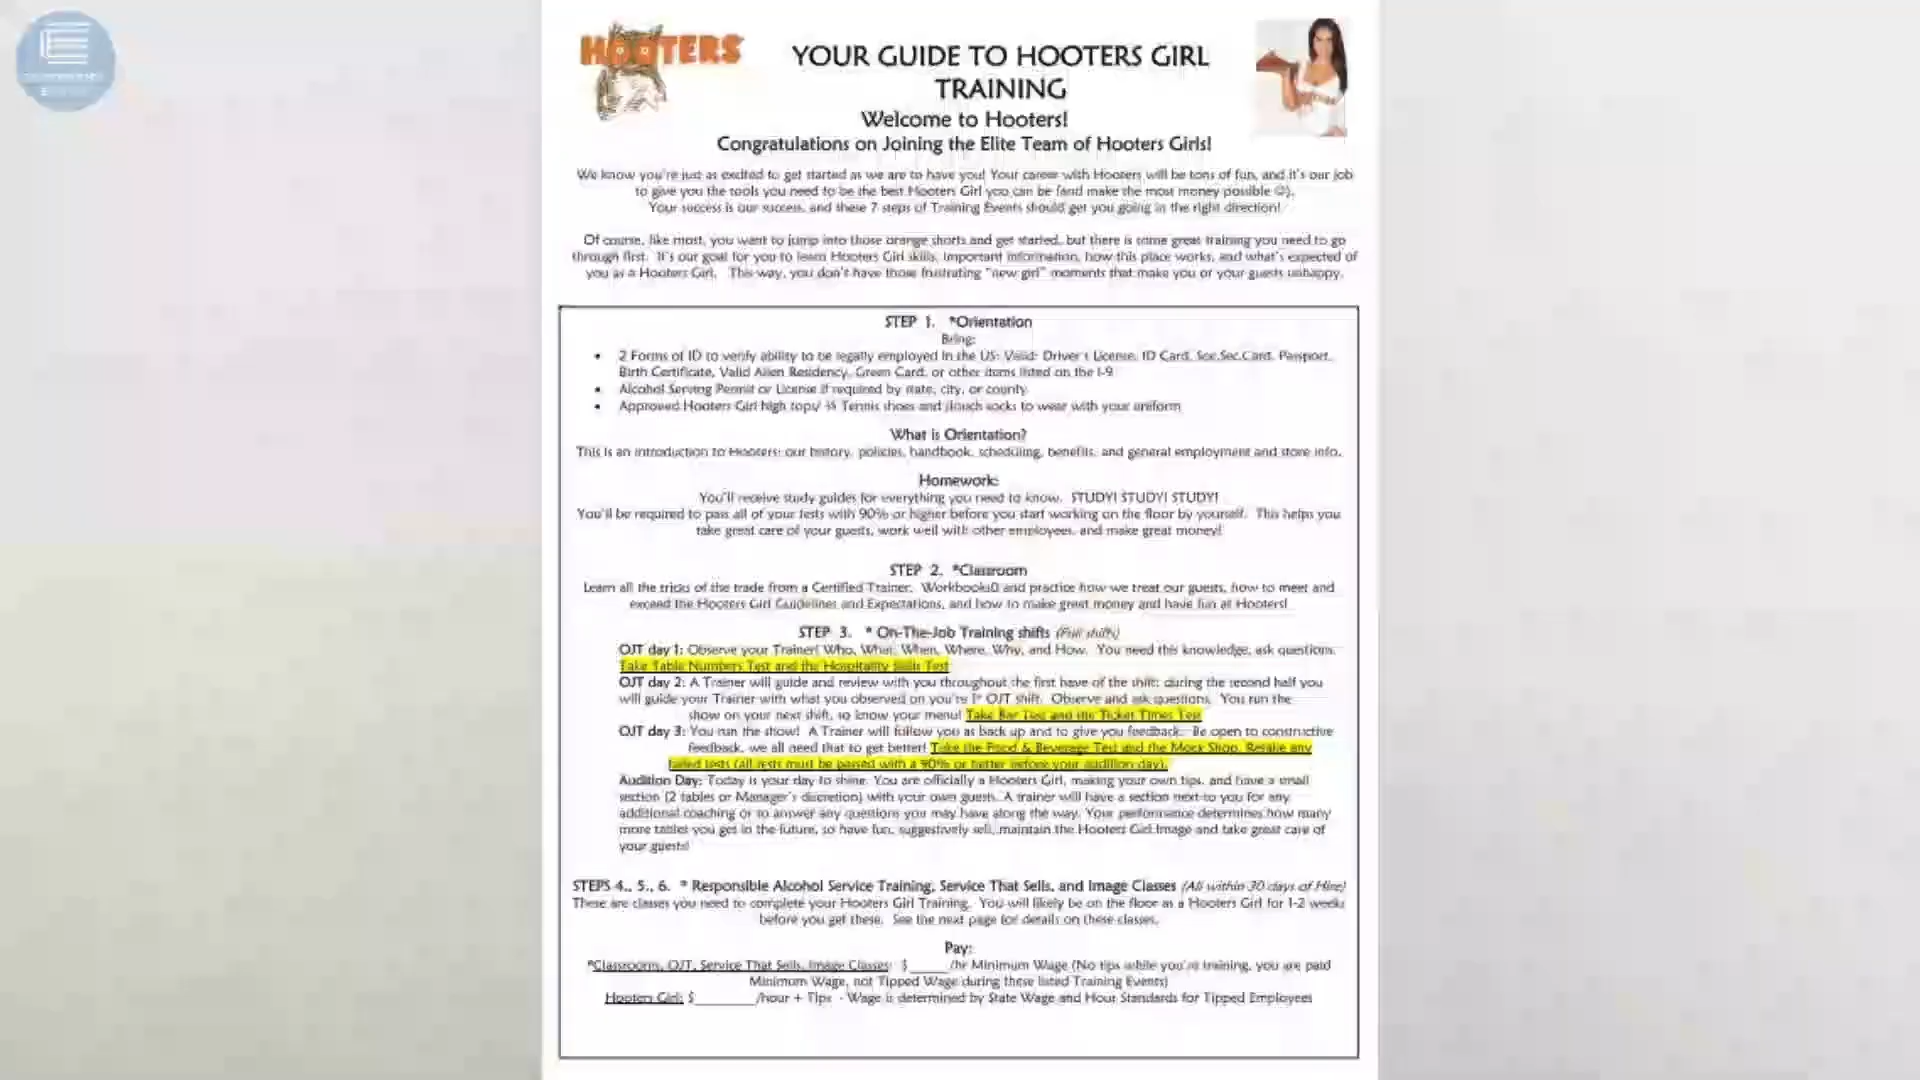 HOOTERS
YOUR GUIDE TO HOOTERS GIRL
TRAINING
Welcome to Hooters!
Congratulations on Joining the Elite Team of Hooters Girls!
We know you're just as excited to get started as we are to have you! Your career with Hooters will be tons of fun, and it's our job
to give you the tools you need to be the best Hooters Girl you can be (and make the most money possible ☺).
Your success is our success, and these 7 steps of Training Events should get you going in the right direction!
Of course, like most, you want to jump into those orange shorts and get started, but there is some great training you need to go
through first. It's our goal for you to learn Hooters Girl skills, important information, how this place works, and what's expected of
you as a Hooters Girl. This way, you don't have those frustrating "new girl" moments that make you or your guests unhappy.
STEP 1. *Orientation
Bring:
• 2 Forms of ID to verify ability to be legally employed in the US: Valid: Driver's License, ID Card, Soc.Sec.Card, Passport,
Birth Certificate, Valid Alien Residency, Green Card, or other items listed on the I-9
• Alcohol Serving Permit or License if required by state, city, or county
• Approved Hooters Girl high tops/ ¾ Tennis shoes and slouch socks to wear with your uniform
What is Orientation?
This is an introduction to Hooters: our history, policies, handbook, scheduling, benefits, and general employment and store info.
Homework:
You'll receive study guides for everything you need to know. STUDY! STUDY! STUDY!
You'll be required to pass all of your tests with 90% or higher before you start working on the floor by yourself. This helps you
take great care of your guests, work well with other employees, and make great money!
STEP 2. *Classroom
Learn all the tricks of the trade from a Certified Trainer. and practice how we treat our guests, how to meet and
exceed the Hooters Girl Guidelines and Expectations, and how to make great money and have fun at Hooters!
STEP 3. * On-The-Job Training shifts (Full shifts)
OJT day 1: Observe your Trainer! Who, What, When, Where, Why, and How. You need this knowledge, ask questions.
Take Table Numbers Test and the Hospitality Skills Test
OJT day 2: A Trainer will guide and review with you throughout the first have of the shift; during the second half you
will guide your Trainer with what you observed on you're 1st OJT shift. Observe and ask questions. You run the
show on your next shift, so know your menu! Take Bar Test and the Ticket Times Test
OJT day 3: You run the show! A Trainer will follow you as back up and to give you feedback. Be open to constructive
feedback, we all need that to get better! Take the Food & Beverage Test and the Mock Shop. Retake any
failed tests (all tests must be passed with a 90% or better before your audition day).
Audition Day: Today is your day to shine. You are officially a Hooters Girl, making your own tips, and have a small
section (2 tables or Manager's discretion) with your own guests. A trainer will have a section next to you for any
additional coaching or to answer any questions you may have along the way. Your performance determines how many
more tables you get in the future, so have fun, suggestively sell, maintain the Hooters Girl Image and take great care of
your guests!
STEPS 4., 5., 6. * Responsible Alcohol Service Training, Service That Sells, and Image Classes (All within 30 days of Hire)
These are classes you need to complete your Hooters Girl Training. You will likely be on the floor as a Hooters Girl for 1-2 weeks
before you get these. See the next page for details on these classes.
Pay:
*Classrooms, OJT, Service That Sells, Image Classes: $_____/hr Minimum Wage (No tips while you're training, you are paid
Minimum Wage, not Tipped Wage during these listed Training Events)
Hooters Girl: $________/hour + Tips - Wage is determined by State Wage and Hour Standards for Tipped Employees